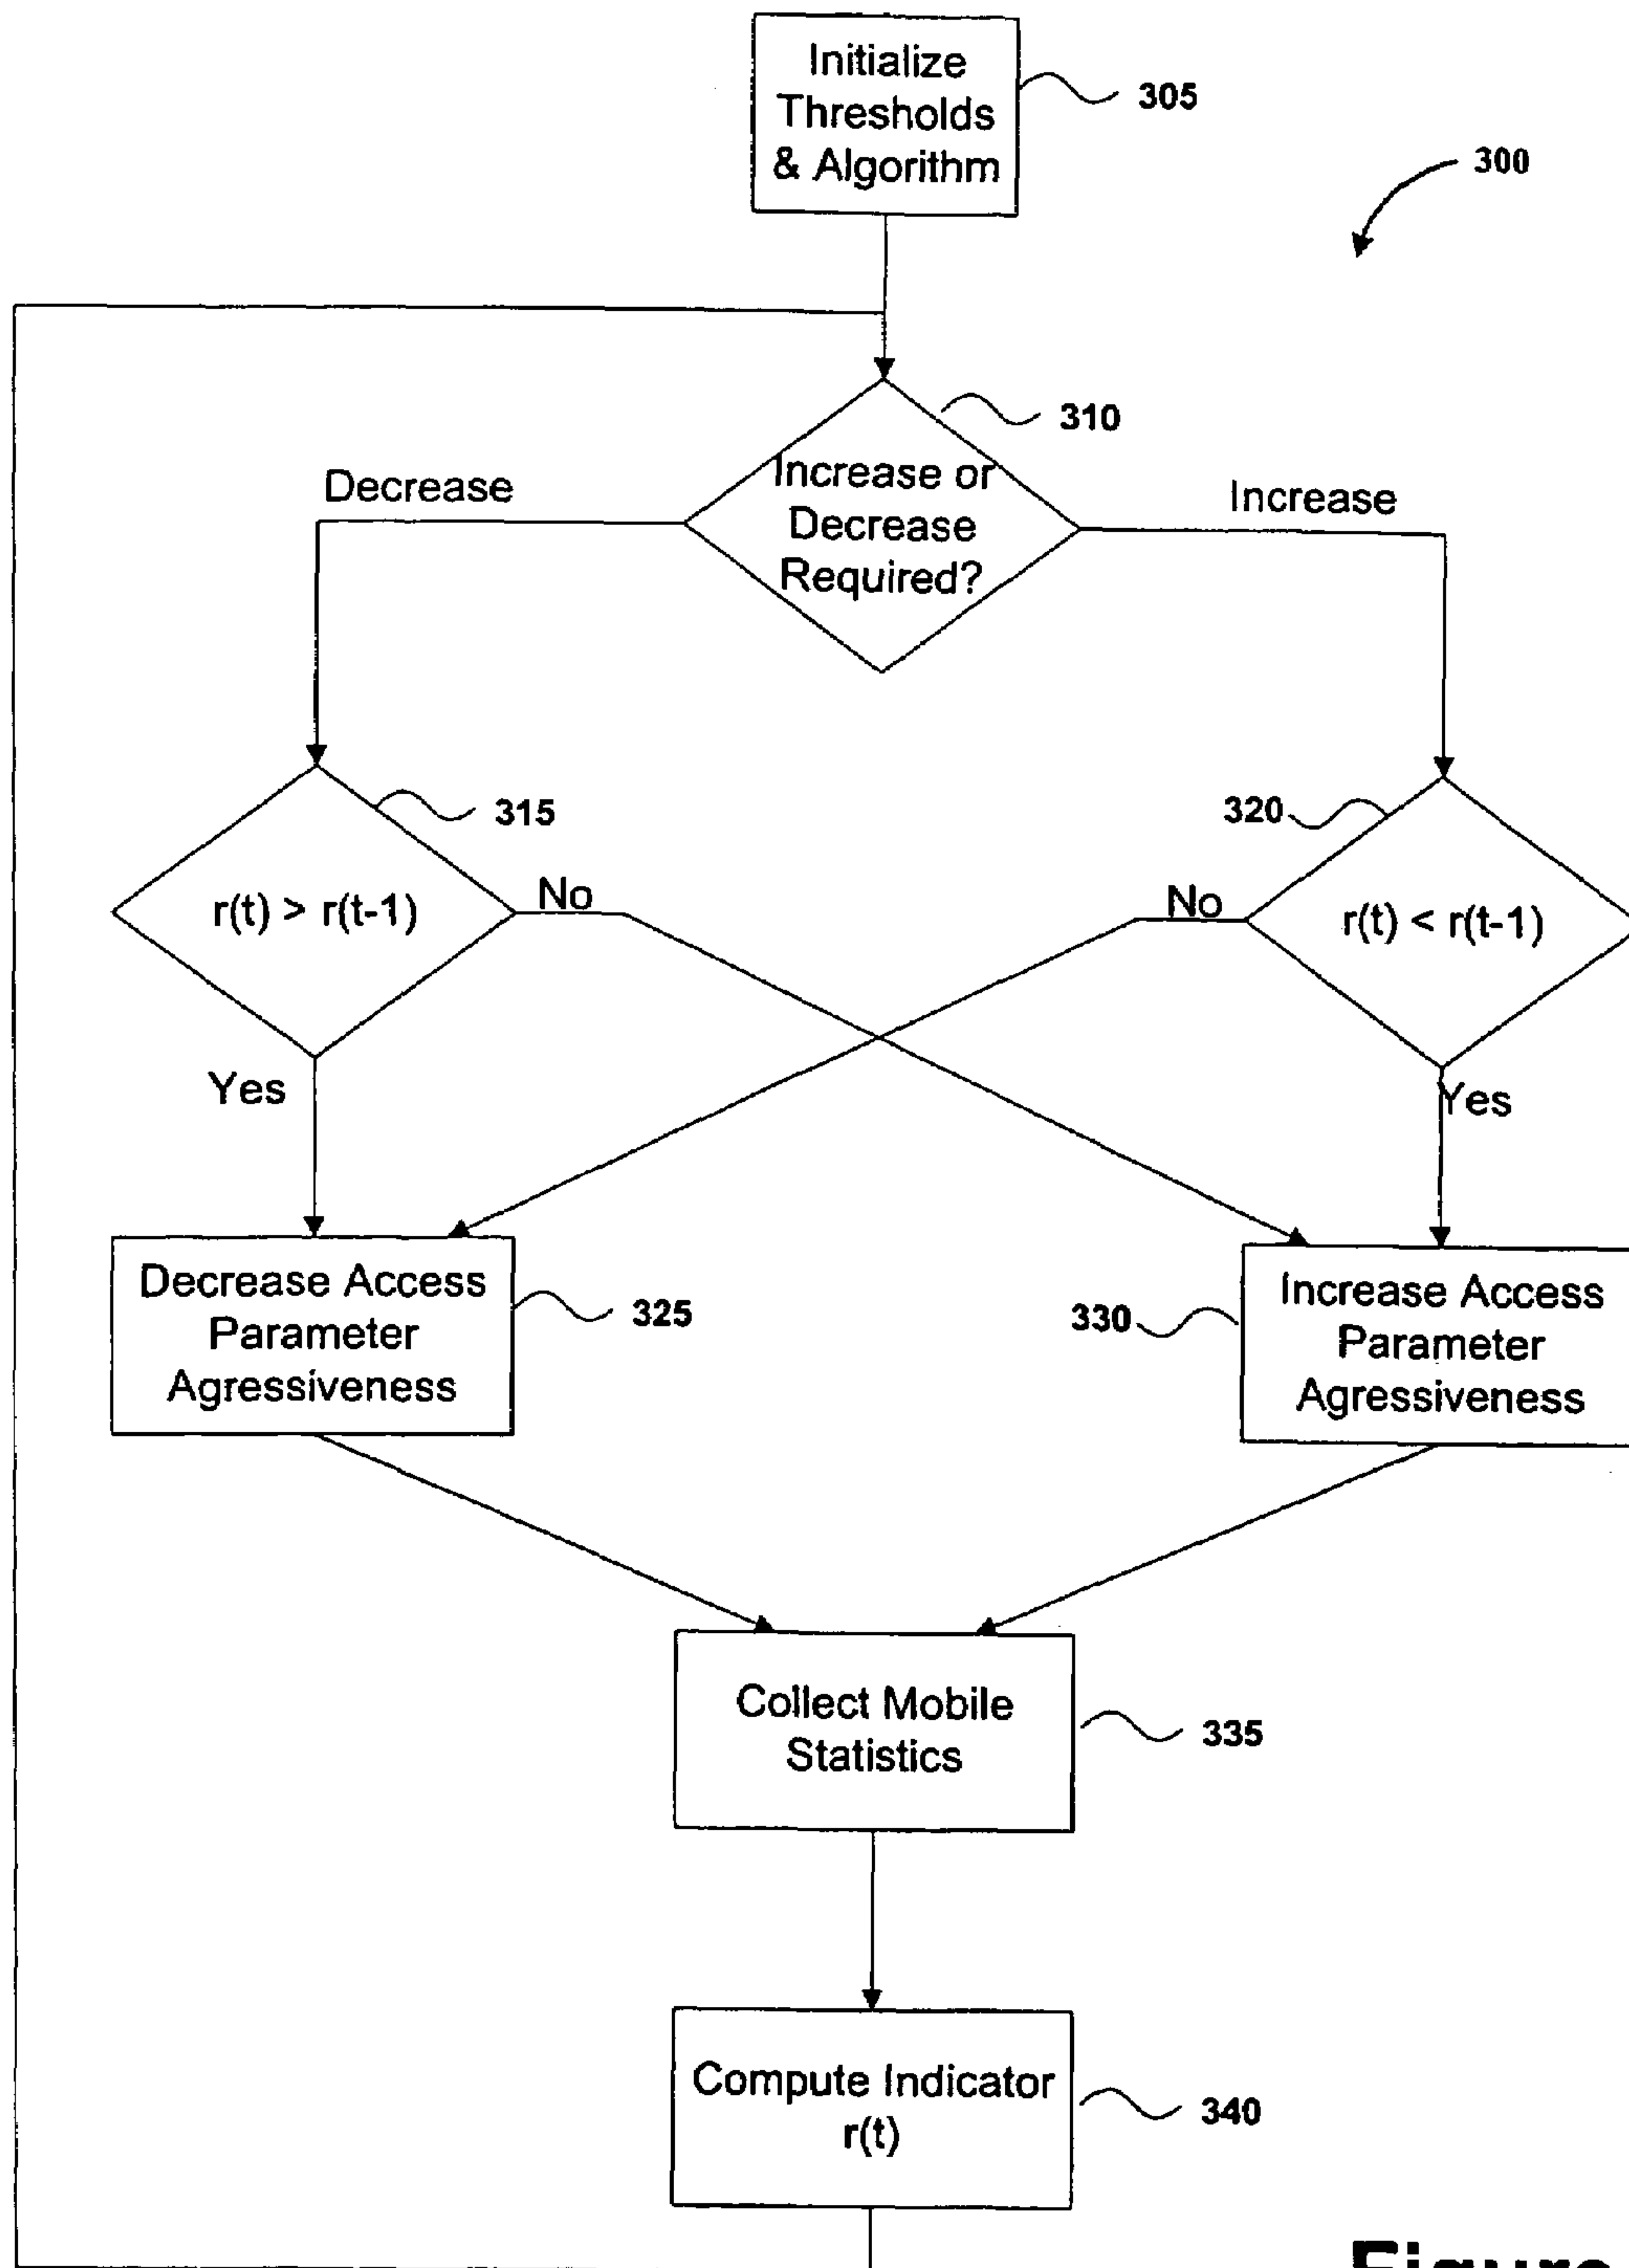 Initialize
Thresholds
& Algorithm
305
300
310
Increase or
Decrease
Required?
Decrease
Increase
315
320
r(t) > r(t-1)
No
No
r(t) < r(t-1)
Yes
Yes
Decrease Access
Parameter
Agressiveness
325
330
Increase Access
Parameter
Agressiveness
Collect Mobile
Statistics
335
Compute Indicator
r(t)
340
Figure